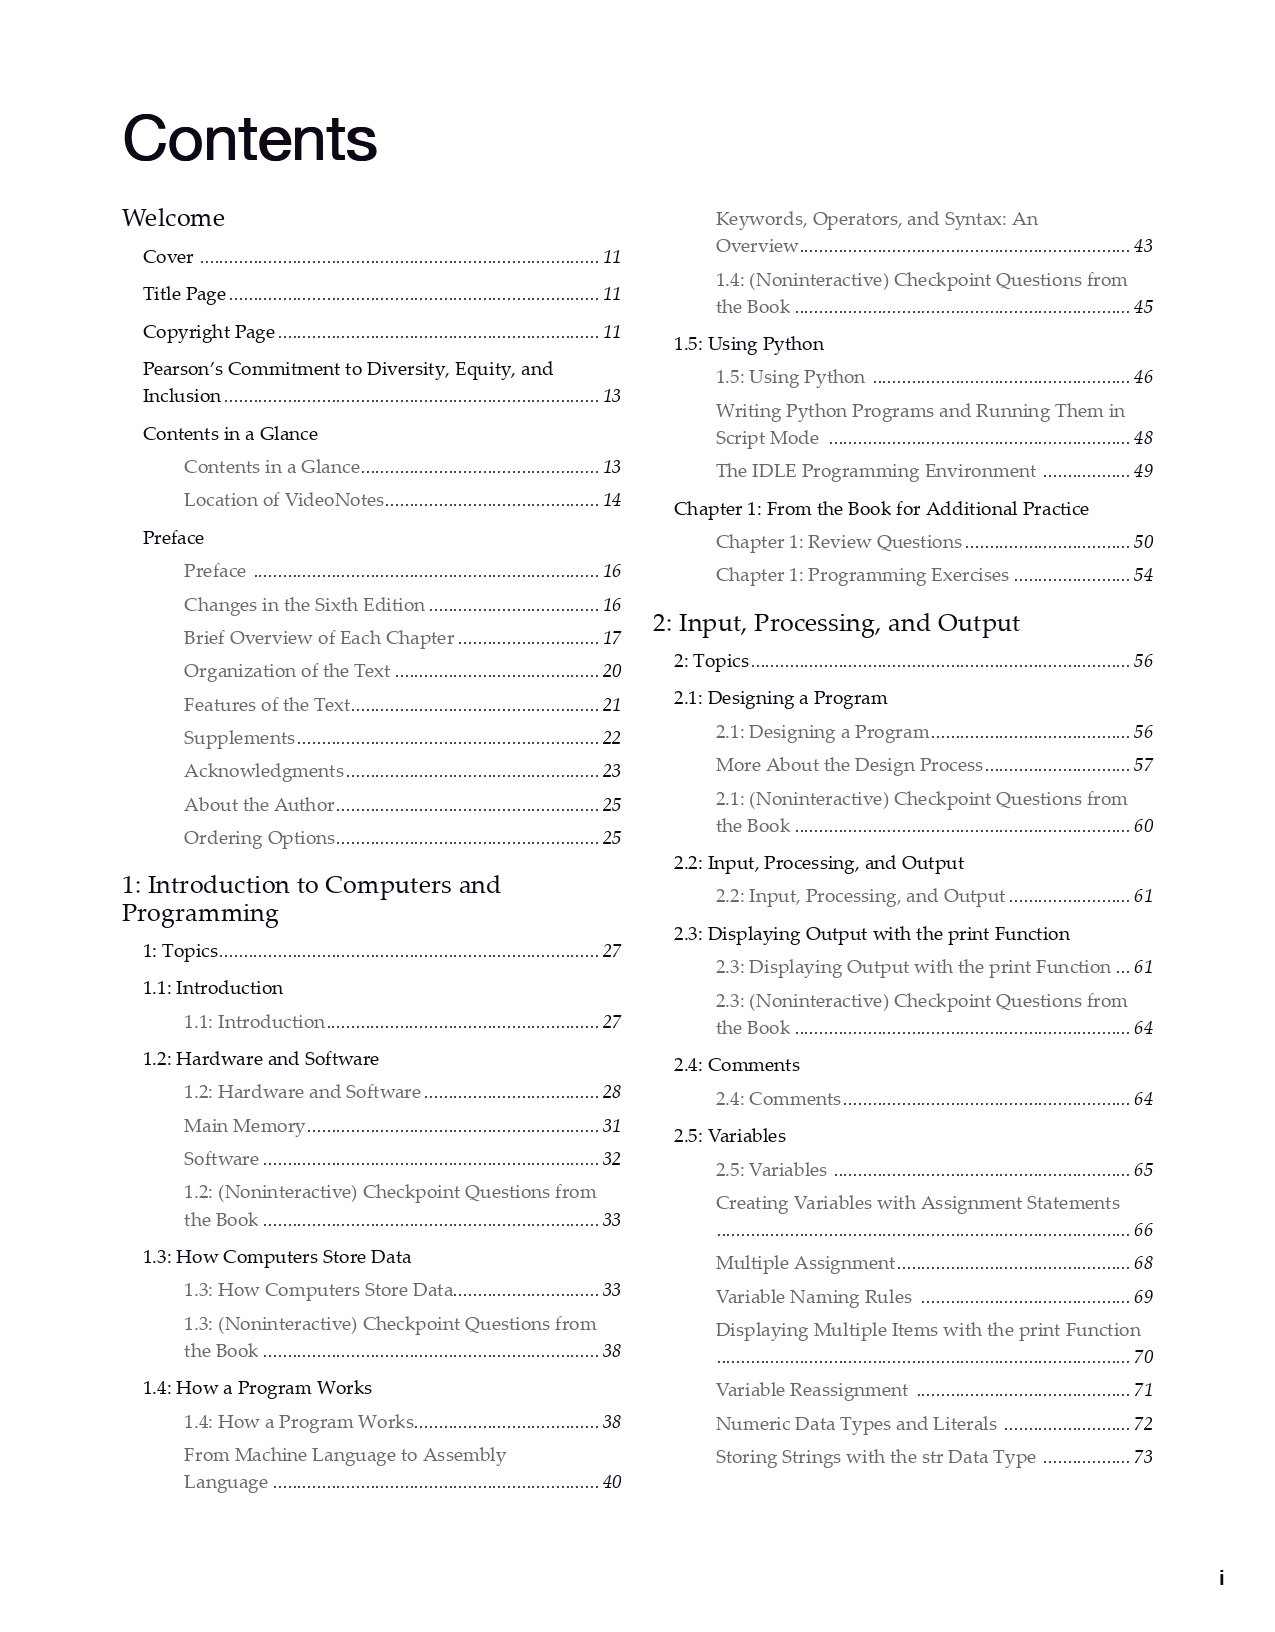 Contents
Welcome
Cover ........ 11
Title Page ........ 11
Copyright Page ........ 11
Pearson’s Commitment to Diversity, Equity, and
Inclusion ........ 13
Contents in a Glance
Contents in a Glance ........ 13
Location of VideoNotes ........ 14
Preface
Preface ........ 16
Changes in the Sixth Edition ........ 16
Brief Overview of Each Chapter ........ 17
Organization of the Text ........ 20
Features of the Text ........ 21
Supplements ........ 22
Acknowledgments ........ 23
About the Author ........ 25
Ordering Options ........ 25
1: Introduction to Computers and
Programming
1: Topics ........ 27
1.1: Introduction
1.1: Introduction ........ 27
1.2: Hardware and Software
1.2: Hardware and Software ........ 28
Main Memory ........ 31
Software ........ 32
1.2: (Noninteractive) Checkpoint Questions from
the Book ........ 33
1.3: How Computers Store Data
1.3: How Computers Store Data ........ 33
1.3: (Noninteractive) Checkpoint Questions from
the Book ........ 38
1.4: How a Program Works
1.4: How a Program Works ........ 38
From Machine Language to Assembly
Language ........ 40
Keywords, Operators, and Syntax: An
Overview ........ 43
1.4: (Noninteractive) Checkpoint Questions from
the Book ........ 45
1.5: Using Python
1.5: Using Python ........ 46
Writing Python Programs and Running Them in
Script Mode ........ 48
The IDLE Programming Environment ........ 49
Chapter 1: From the Book for Additional Practice
Chapter 1: Review Questions ........ 50
Chapter 1: Programming Exercises ........ 54
2: Input, Processing, and Output
2: Topics ........ 56
2.1: Designing a Program
2.1: Designing a Program ........ 56
More About the Design Process ........ 57
2.1: (Noninteractive) Checkpoint Questions from
the Book ........ 60
2.2: Input, Processing, and Output
2.2: Input, Processing, and Output ........ 61
2.3: Displaying Output with the print Function
2.3: Displaying Output with the print Function ... 61
2.3: (Noninteractive) Checkpoint Questions from
the Book ........ 64
2.4: Comments
2.4: Comments ........ 64
2.5: Variables
2.5: Variables ........ 65
Creating Variables with Assignment Statements
........ 66
Multiple Assignment ........ 68
Variable Naming Rules ........ 69
Displaying Multiple Items with the print Function
........ 70
Variable Reassignment ........ 71
Numeric Data Types and Literals ........ 72
Storing Strings with the str Data Type ........ 73
i